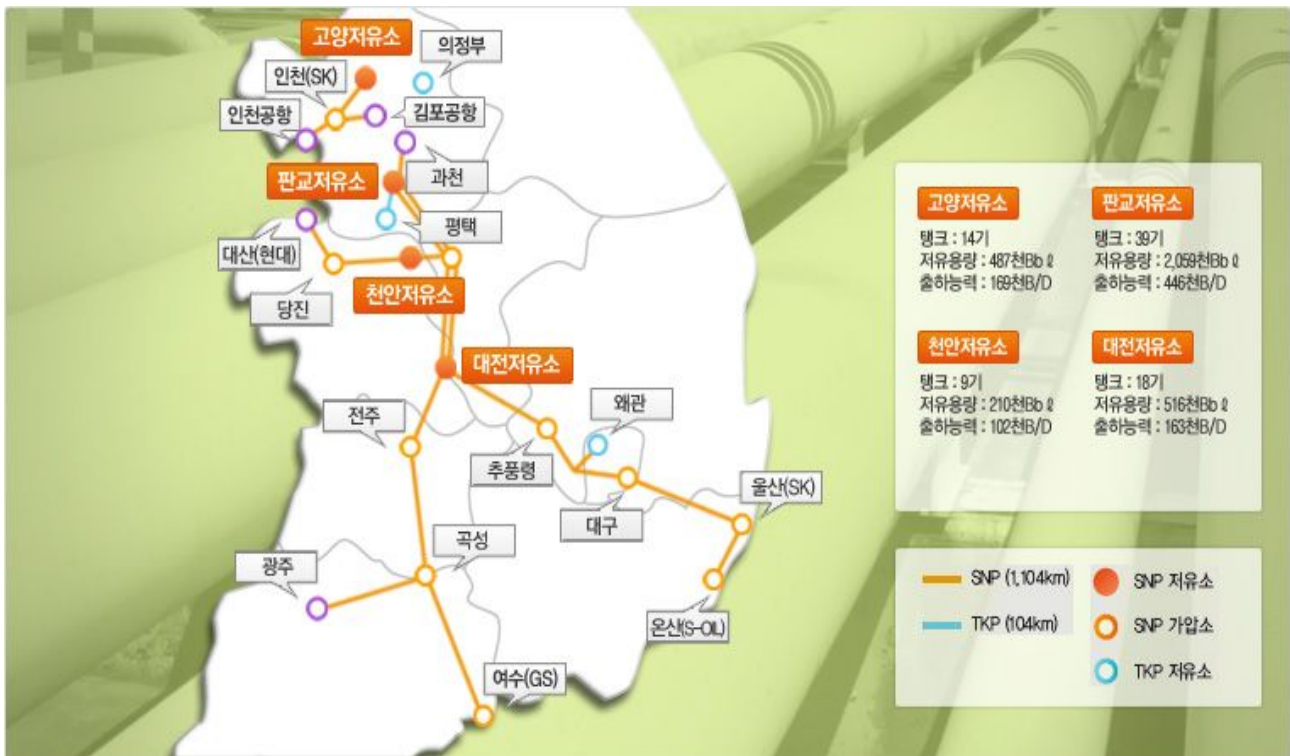 고양저유소
의정부
인천(SK)
인천공항
김포공항
판교저유소
과천
평택
대산(현대)
당진
천안저유소
대전저유소
전주
왜관
추풍령
대구
울산(SK)
곡성
광주
온산(S-OIL)
여수(GS)
고양저유소
탱크 : 14기
저유용량 : 487천Bbℓ
출하능력 : 169천B/D
판교저유소
탱크 : 39기
저유용량 : 2,059천Bbℓ
출하능력 : 446천B/D
천안저유소
탱크 : 9기
저유용량 : 210천Bbℓ
출하능력 : 102천B/D
대전저유소
탱크 : 18기
저유용량 : 516천Bbℓ
출하능력 : 163천B/D
SNP (1,104km)
TKP (104km)
SNP 저유소
SNP 가압소
TKP 저유소